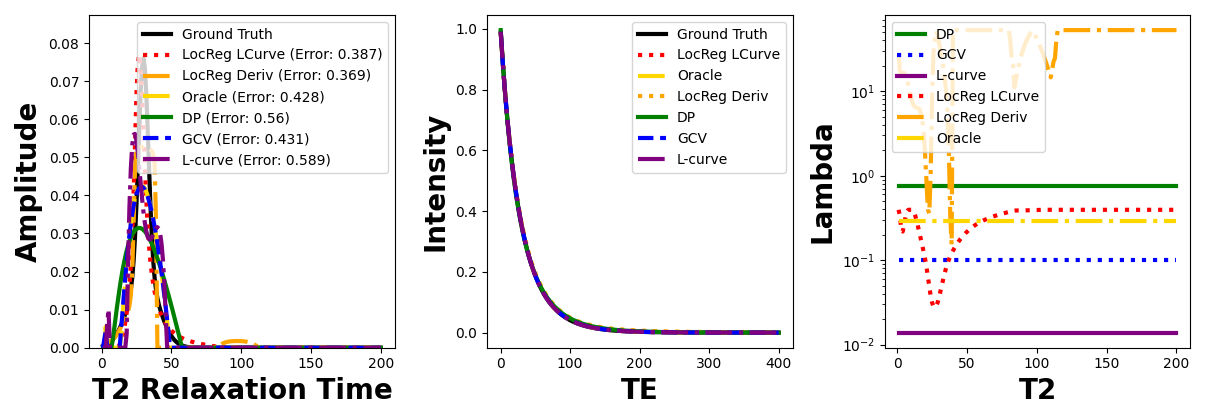 Amplitude
0.08
0.07
0.06
0.05
0.04
0.03
0.02
0.01
0.00
0
50
100
150
200
T2 Relaxation Time
Ground Truth
LocReg LCurve (Error: 0.387)
LocReg Deriv (Error: 0.369)
Oracle (Error: 0.428)
DP (Error: 0.56)
GCV (Error: 0.431)
L-curve (Error: 0.589)
Intensity
1.0
0.8
0.6
0.4
0.2
0.0
0
100
200
300
400
TE
Ground Truth
LocReg LCurve
Oracle
LocReg Deriv
DP
GCV
L-curve
Lambda
10¹
10⁰
10⁻¹
10⁻²
0
50
100
150
200
T2
DP
GCV
L-curve
LocReg LCurve
LocReg Deriv
Oracle